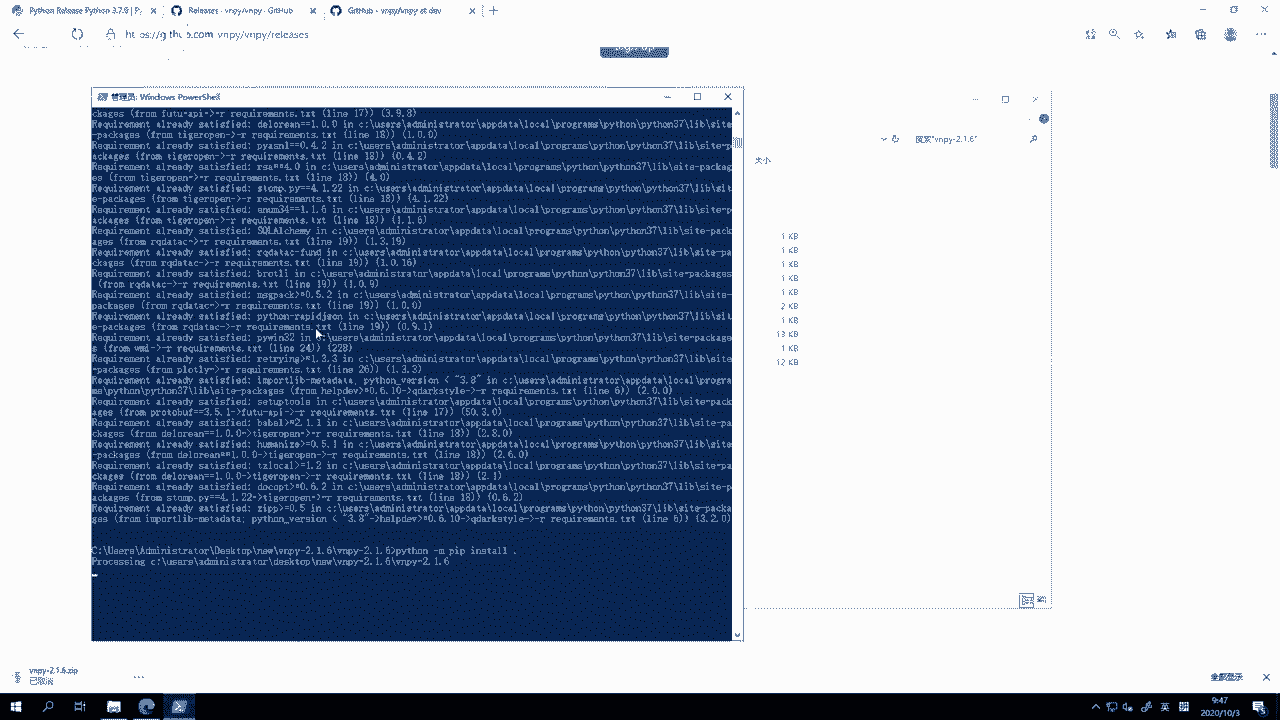 Python Release Python 3.7.9 | P
Releases · vnpy/vnpy · GitHub
GitHub - vnpy/vnpy at dev
https://github.com/vnpy/vnpy/releases
管理员: Windows PowerShell
ckages (from futu-api->-r requirements.txt (line 17)) (3.9.8)
Requirement already satisfied: delorean==1.0.0 in c:\users\administrator\appdata\local\programs\python\python37\lib\site
-packages (from tigeropen->-r requirements.txt (line 18)) (1.0.0)
Requirement already satisfied: pyasn1==0.4.2 in c:\users\administrator\appdata\local\programs\python\python37\lib\site-p
ackages (from tigeropen->-r requirements.txt (line 18)) (0.4.2)
Requirement already satisfied: rsa==4.0 in c:\users\administrator\appdata\local\programs\python\python37\lib\site-packag
es (from tigeropen->-r requirements.txt (line 18)) (4.0)
Requirement already satisfied: stomp.py==4.1.22 in c:\users\administrator\appdata\local\programs\python\python37\lib\sit
e-packages (from tigeropen->-r requirements.txt (line 18)) (4.1.22)
Requirement already satisfied: enum34==1.1.6 in c:\users\administrator\appdata\local\programs\python\python37\lib\site-p
ackages (from tigeropen->-r requirements.txt (line 18)) (1.1.6)
Requirement already satisfied: SQLAlchemy in c:\users\administrator\appdata\local\programs\python\python37\lib\site-pack
ages (from rqdatac->-r requirements.txt (line 19)) (1.3.19)
Requirement already satisfied: rqdatac-fund in c:\users\administrator\appdata\local\programs\python\python37\lib\site-pa
ckages (from rqdatac->-r requirements.txt (line 19)) (1.0.16)
Requirement already satisfied: brotli in c:\users\administrator\appdata\local\programs\python\python37\lib\site-packages
(from rqdatac->-r requirements.txt (line 19)) (1.0.9)
Requirement already satisfied: msgpack>=0.5.2 in c:\users\administrator\appdata\local\programs\python\python37\lib\site-
packages (from rqdatac->-r requirements.txt (line 19)) (1.0.0)
Requirement already satisfied: python-rapidjson in c:\users\administrator\appdata\local\programs\python\python37\lib\sit
e-packages (from rqdatac->-r requirements.txt (line 19)) (0.9.1)
Requirement already satisfied: pywin32 in c:\users\administrator\appdata\local\programs\python\python37\lib\site-package
s (from wmi->-r requirements.txt (line 24)) (228)
Requirement already satisfied: retrying>=1.3.3 in c:\users\administrator\appdata\local\programs\python\python37\lib\site
-packages (from plotly->-r requirements.txt (line 26)) (1.3.3)
Requirement already satisfied: importlib-metadata; python_version < "3.8" in c:\users\administrator\appdata\local\progra
ms\python\python37\lib\site-packages (from helpdev>=0.6.10->qdarkstyle->-r requirements.txt (line 6)) (2.0.0)
Requirement already satisfied: setuptools in c:\users\administrator\appdata\local\programs\python\python37\lib\site-pack
ages (from protobuf==3.5.1->futu-api->-r requirements.txt (line 17)) (50.3.0)
Requirement already satisfied: babel>=2.1.1 in c:\users\administrator\appdata\local\programs\python\python37\lib\site-pa
ckages (from delorean==1.0.0->tigeropen->-r requirements.txt (line 18)) (2.8.0)
Requirement already satisfied: humanize>=0.5.1 in c:\users\administrator\appdata\local\programs\python\python37\lib\site
-packages (from delorean==1.0.0->tigeropen->-r requirements.txt (line 18)) (2.6.0)
Requirement already satisfied: tzlocal>=1.2 in c:\users\administrator\appdata\local\programs\python\python37\lib\site-pa
ckages (from delorean==1.0.0->tigeropen->-r requirements.txt (line 18)) (2.1)
Requirement already satisfied: docopt>=0.6.2 in c:\users\administrator\appdata\local\programs\python\python37\lib\site-p
ackages (from stomp.py==4.1.22->tigeropen->-r requirements.txt (line 18)) (0.6.2)
Requirement already satisfied: zipp>=0.5 in c:\users\administrator\appdata\local\programs\python\python37\lib\site-packa
ges (from importlib-metadata; python_version < "3.8"->helpdev>=0.6.10->qdarkstyle->-r requirements.txt (line 6)) (3.2.0)
C:\Users\Administrator\Desktop\new\vnpy-2.1.6\vnpy-2.1.6>python -m pip install .
Processing c:\users\administrator\desktop\new\vnpy-2.1.6\vnpy-2.1.6
搜索"vnpy-2.1.6"
大小
1 KB
1 KB
1 KB
1 KB
1 KB
2 KB
1 KB
13 KB
1 KB
12 KB
vnpy-2.1.6.zip
已取消
全部显示
英
9:47
2020/10/3